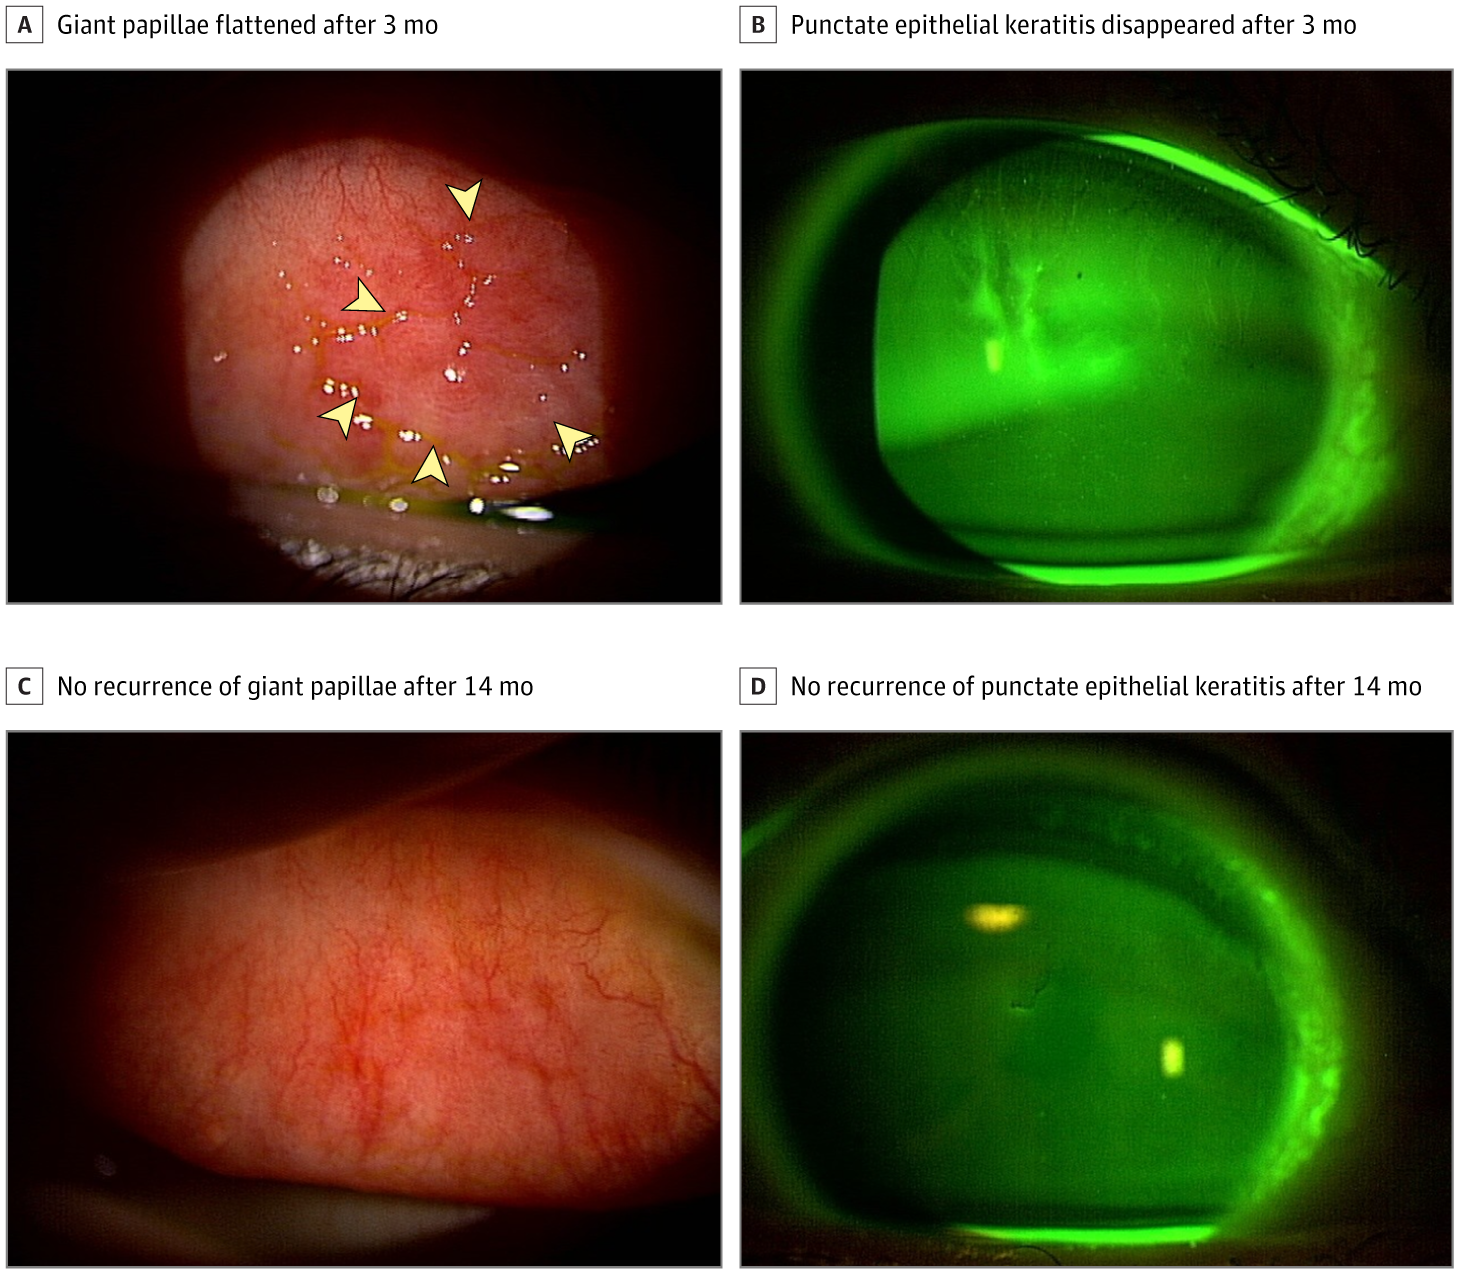 A Giant papillae flattened after 3 mo
B Punctate epithelial keratitis disappeared after 3 mo
C No recurrence of giant papillae after 14 mo
D No recurrence of punctate epithelial keratitis after 14 mo